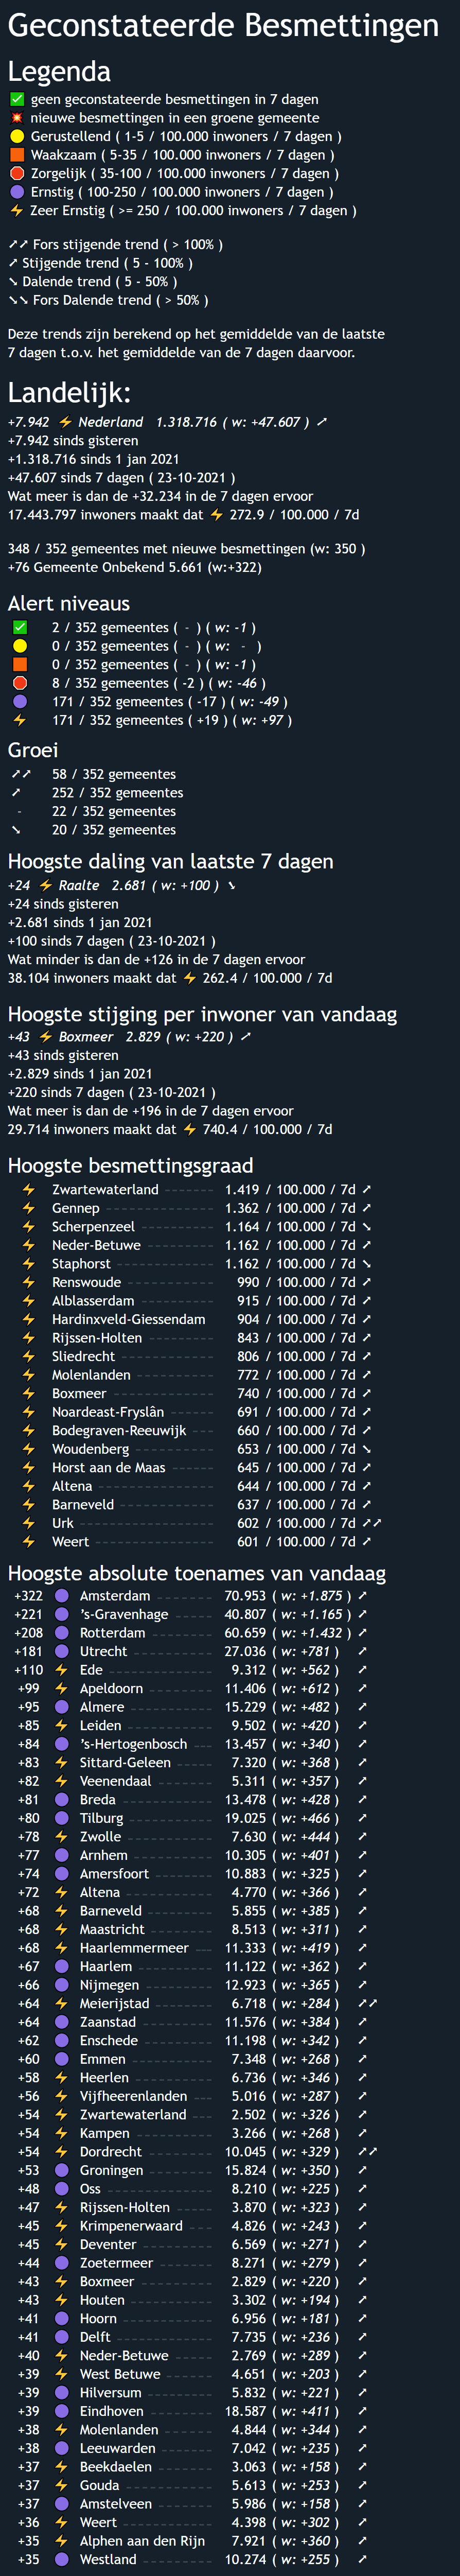 Geconstateerde Besmettingen
Legenda
✅ geen geconstateerde besmettingen in 7 dagen
💥 nieuwe besmettingen in een groene gemeente
🟡 Gerustellend ( 1-5 / 100.000 inwoners / 7 dagen )
🟧 Waakzaam ( 5-35 / 100.000 inwoners / 7 dagen )
🛑 Zorgelijk ( 35-100 / 100.000 inwoners / 7 dagen )
🟣 Ernstig ( 100-250 / 100.000 inwoners / 7 dagen )
⚡ Zeer Ernstig ( >= 250 / 100.000 inwoners / 7 dagen )
➚➚ Fors stijgende trend ( > 100% )
➚ Stijgende trend ( 5 - 100% )
➘ Dalende trend ( 5 - 50% )
➘➘ Fors Dalende trend ( > 50% )
Deze trends zijn berekend op het gemiddelde van de laatste
7 dagen t.o.v. het gemiddelde van de 7 dagen daarvoor.
Landelijk:
+7.942 ⚡ Nederland 1.318.716 ( w: +47.607 ) ➚
+7.942 sinds gisteren
+1.318.716 sinds 1 jan 2021
+47.607 sinds 7 dagen ( 23-10-2021 )
Wat meer is dan de +32.234 in de 7 dagen ervoor
17.443.797 inwoners maakt dat ⚡ 272.9 / 100.000 / 7d
348 / 352 gemeentes met nieuwe besmettingen (w: 350 )
+76 Gemeente Onbekend 5.661 (w:+322)
Alert niveaus
✅ 2 / 352 gemeentes ( - ) ( w: -1 )
🟡 0 / 352 gemeentes ( - ) ( w: - )
🟧 0 / 352 gemeentes ( - ) ( w: -1 )
🛑 8 / 352 gemeentes ( -2 ) ( w: -46 )
🟣 171 / 352 gemeentes ( -17 ) ( w: -49 )
⚡ 171 / 352 gemeentes ( +19 ) ( w: +97 )
Groei
➚➚ 58 / 352 gemeentes
➚ 252 / 352 gemeentes
- 22 / 352 gemeentes
➘ 20 / 352 gemeentes
Hoogste daling van laatste 7 dagen
+24 ⚡ Raalte 2.681 ( w: +100 ) ➘
+24 sinds gisteren
+2.681 sinds 1 jan 2021
+100 sinds 7 dagen ( 23-10-2021 )
Wat minder is dan de +126 in de 7 dagen ervoor
38.104 inwoners maakt dat ⚡ 262.4 / 100.000 / 7d
Hoogste stijging per inwoner van vandaag
+43 ⚡ Boxmeer 2.829 ( w: +220 ) ➚
+43 sinds gisteren
+2.829 sinds 1 jan 2021
+220 sinds 7 dagen ( 23-10-2021 )
Wat meer is dan de +196 in de 7 dagen ervoor
29.714 inwoners maakt dat ⚡ 740.4 / 100.000 / 7d
Hoogste besmettingsgraad
⚡ Zwartewaterland 1.419 / 100.000 / 7d ➚
⚡ Gennep 1.362 / 100.000 / 7d ➚
⚡ Scherpenzeel 1.164 / 100.000 / 7d ➘
⚡ Neder-Betuwe 1.162 / 100.000 / 7d ➚
⚡ Staphorst 1.162 / 100.000 / 7d ➘
⚡ Renswoude 990 / 100.000 / 7d ➚
⚡ Alblasserdam 915 / 100.000 / 7d ➚
⚡ Hardinxveld-Giessendam 904 / 100.000 / 7d ➚
⚡ Rijssen-Holten 843 / 100.000 / 7d ➚
⚡ Sliedrecht 806 / 100.000 / 7d ➚
⚡ Molenlanden 772 / 100.000 / 7d ➚
⚡ Boxmeer 740 / 100.000 / 7d ➚
⚡ Noardeast-Fryslân 691 / 100.000 / 7d ➚
⚡ Bodegraven-Reeuwijk 660 / 100.000 / 7d ➚
⚡ Woudenberg 653 / 100.000 / 7d ➘
⚡ Horst aan de Maas 645 / 100.000 / 7d ➚
⚡ Altena 644 / 100.000 / 7d ➚
⚡ Barneveld 637 / 100.000 / 7d ➚
⚡ Urk 602 / 100.000 / 7d ➚➚
⚡ Weert 601 / 100.000 / 7d ➚
Hoogste absolute toenames van vandaag
+322 🟣 Amsterdam 70.953 ( w: +1.875 ) ➚
+221 🟣 's-Gravenhage 40.807 ( w: +1.165 ) ➚
+208 🟣 Rotterdam 60.659 ( w: +1.432 ) ➚
+181 🟣 Utrecht 27.036 ( w: +781 ) ➚
+110 ⚡ Ede 9.312 ( w: +562 ) ➚
+99 ⚡ Apeldoorn 11.406 ( w: +612 ) ➚
+95 🟣 Almere 15.229 ( w: +482 ) ➚
+85 ⚡ Leiden 9.502 ( w: +420 ) ➚
+84 🟣 's-Hertogenbosch 13.457 ( w: +340 ) ➚
+83 ⚡ Sittard-Geleen 7.320 ( w: +368 ) ➚
+82 ⚡ Veenendaal 5.311 ( w: +357 ) ➚
+81 🟣 Breda 13.478 ( w: +428 ) ➚
+80 🟣 Tilburg 19.025 ( w: +466 ) ➚
+78 ⚡ Zwolle 7.630 ( w: +444 ) ➚
+77 🟣 Arnhem 10.305 ( w: +401 ) ➚
+74 🟣 Amersfoort 10.883 ( w: +325 ) ➚
+72 ⚡ Altena 4.770 ( w: +366 ) ➚
+68 ⚡ Barneveld 5.855 ( w: +385 ) ➚
+68 ⚡ Maastricht 8.513 ( w: +311 ) ➚
+68 ⚡ Haarlemmermeer 11.333 ( w: +419 ) ➚
+67 🟣 Haarlem 11.122 ( w: +362 ) ➚
+66 🟣 Nijmegen 12.923 ( w: +365 ) ➚
+64 ⚡ Meierijstad 6.718 ( w: +284 ) ➚➚
+64 🟣 Zaanstad 11.576 ( w: +384 ) ➚
+62 🟣 Enschede 11.198 ( w: +342 ) ➚
+60 🟣 Emmen 7.348 ( w: +268 ) ➚
+58 ⚡ Heerlen 6.736 ( w: +346 ) ➚
+56 ⚡ Vijfheerenlanden 5.016 ( w: +287 ) ➚
+54 ⚡ Zwartewaterland 2.502 ( w: +326 ) ➚
+54 ⚡ Kampen 3.266 ( w: +268 ) ➚
+54 ⚡ Dordrecht 10.045 ( w: +329 ) ➚➚
+53 🟣 Groningen 15.824 ( w: +350 ) ➚
+48 🟣 Oss 8.210 ( w: +225 ) ➚
+47 ⚡ Rijssen-Holten 3.870 ( w: +323 ) ➚
+45 ⚡ Krimpenerwaard 4.826 ( w: +243 ) ➚
+45 ⚡ Deventer 6.569 ( w: +271 ) ➚
+44 🟣 Zoetermeer 8.271 ( w: +279 ) ➚
+43 ⚡ Boxmeer 2.829 ( w: +220 ) ➚
+43 ⚡ Houten 3.302 ( w: +194 ) ➚
+41 🟣 Hoorn 6.956 ( w: +181 ) ➚
+41 🟣 Delft 7.735 ( w: +236 ) ➚
+40 ⚡ Neder-Betuwe 2.769 ( w: +289 ) ➚
+39 ⚡ West Betuwe 4.651 ( w: +203 ) ➚
+39 🟣 Hilversum 5.832 ( w: +221 ) ➚
+39 🟣 Eindhoven 18.587 ( w: +411 ) ➚
+38 ⚡ Molenlanden 4.844 ( w: +344 ) ➚
+38 🟣 Leeuwarden 7.042 ( w: +235 ) ➚
+37 ⚡ Beekdaelen 3.063 ( w: +158 ) ➚
+37 ⚡ Gouda 5.613 ( w: +253 ) ➚
+37 🟣 Amstelveen 5.986 ( w: +158 ) ➚
+36 ⚡ Weert 4.398 ( w: +302 ) ➚
+35 ⚡ Alphen aan den Rijn 7.921 ( w: +360 ) ➚
+35 🟣 Westland 10.274 ( w: +255 ) ➚